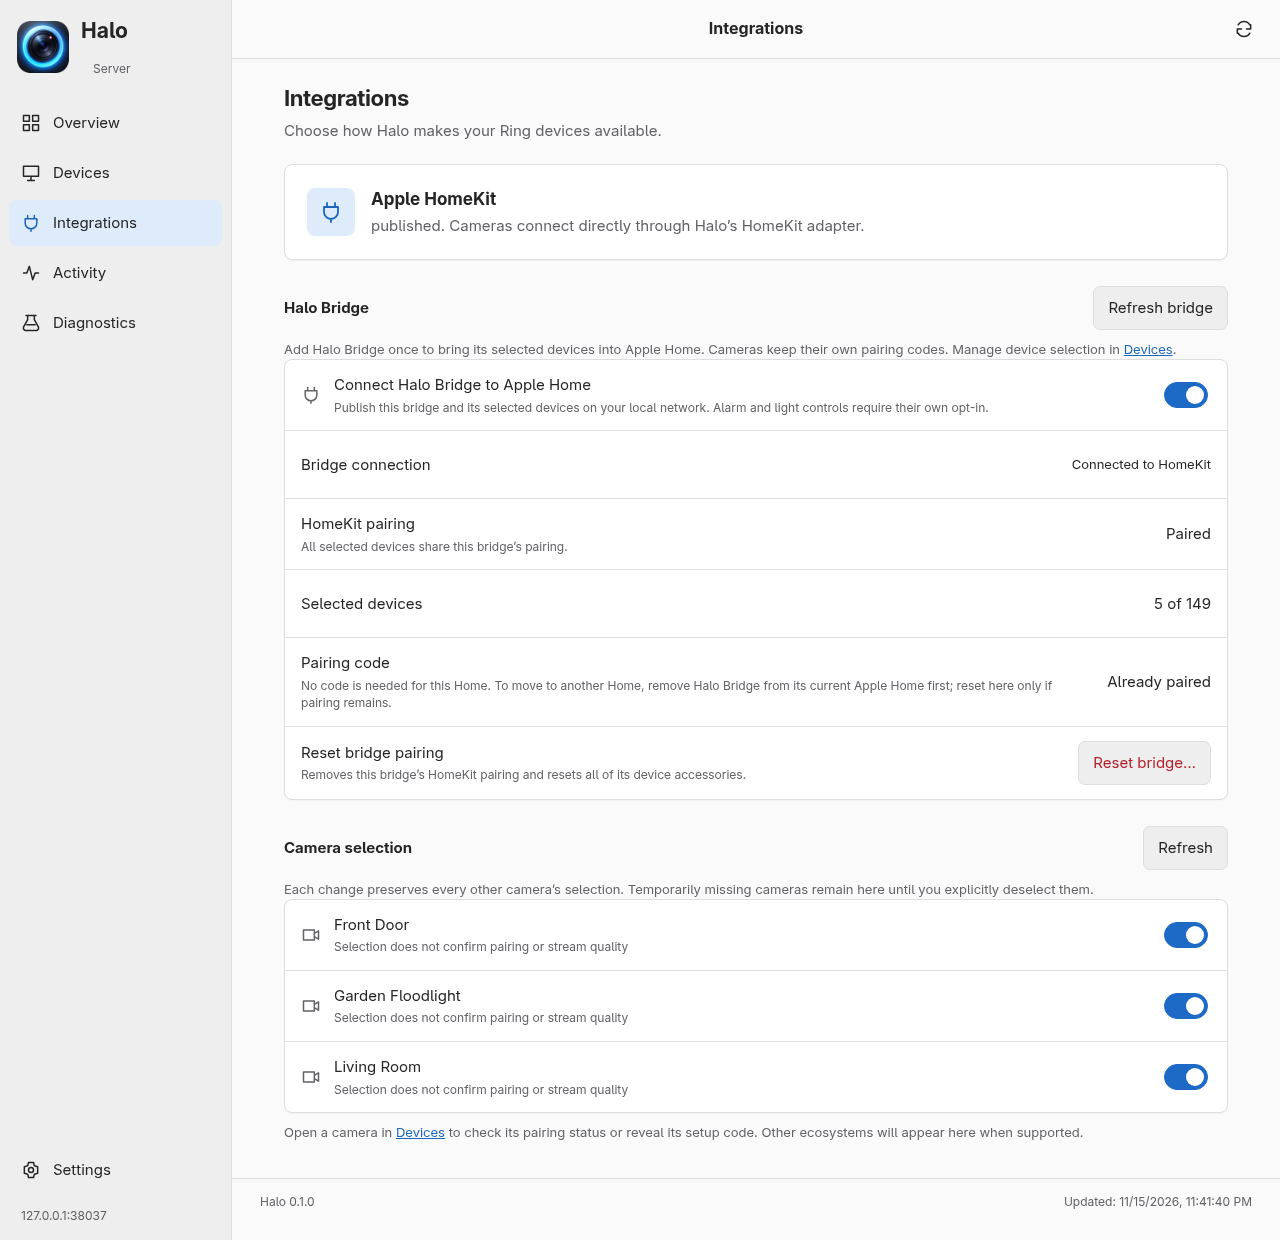 Halo
Server
Overview
Devices
Integrations
Activity
Diagnostics
Settings
127.0.0.1:38037
Integrations
Integrations
Choose how Halo makes your Ring devices available.
Apple HomeKit
published. Cameras connect directly through Halo’s HomeKit adapter.
Halo Bridge
Refresh bridge
Add Halo Bridge once to bring its selected devices into Apple Home. Cameras keep their own pairing codes. Manage device selection in Devices.
Connect Halo Bridge to Apple Home
Publish this bridge and its selected devices on your local network. Alarm and light controls require their own opt-in.
Bridge connection
Connected to HomeKit
HomeKit pairing
All selected devices share this bridge’s pairing.
Paired
Selected devices
5 of 149
Pairing code
No code is needed for this Home. To move to another Home, remove Halo Bridge from its current Apple Home first; reset here only if
pairing remains.
Already paired
Reset bridge pairing
Removes this bridge’s HomeKit pairing and resets all of its device accessories.
Reset bridge…
Camera selection
Refresh
Each change preserves every other camera’s selection. Temporarily missing cameras remain here until you explicitly deselect them.
Front Door
Selection does not confirm pairing or stream quality
Garden Floodlight
Selection does not confirm pairing or stream quality
Living Room
Selection does not confirm pairing or stream quality
Open a camera in Devices to check its pairing status or reveal its setup code. Other ecosystems will appear here when supported.
Halo 0.1.0
Updated: 11/15/2026, 11:41:40 PM